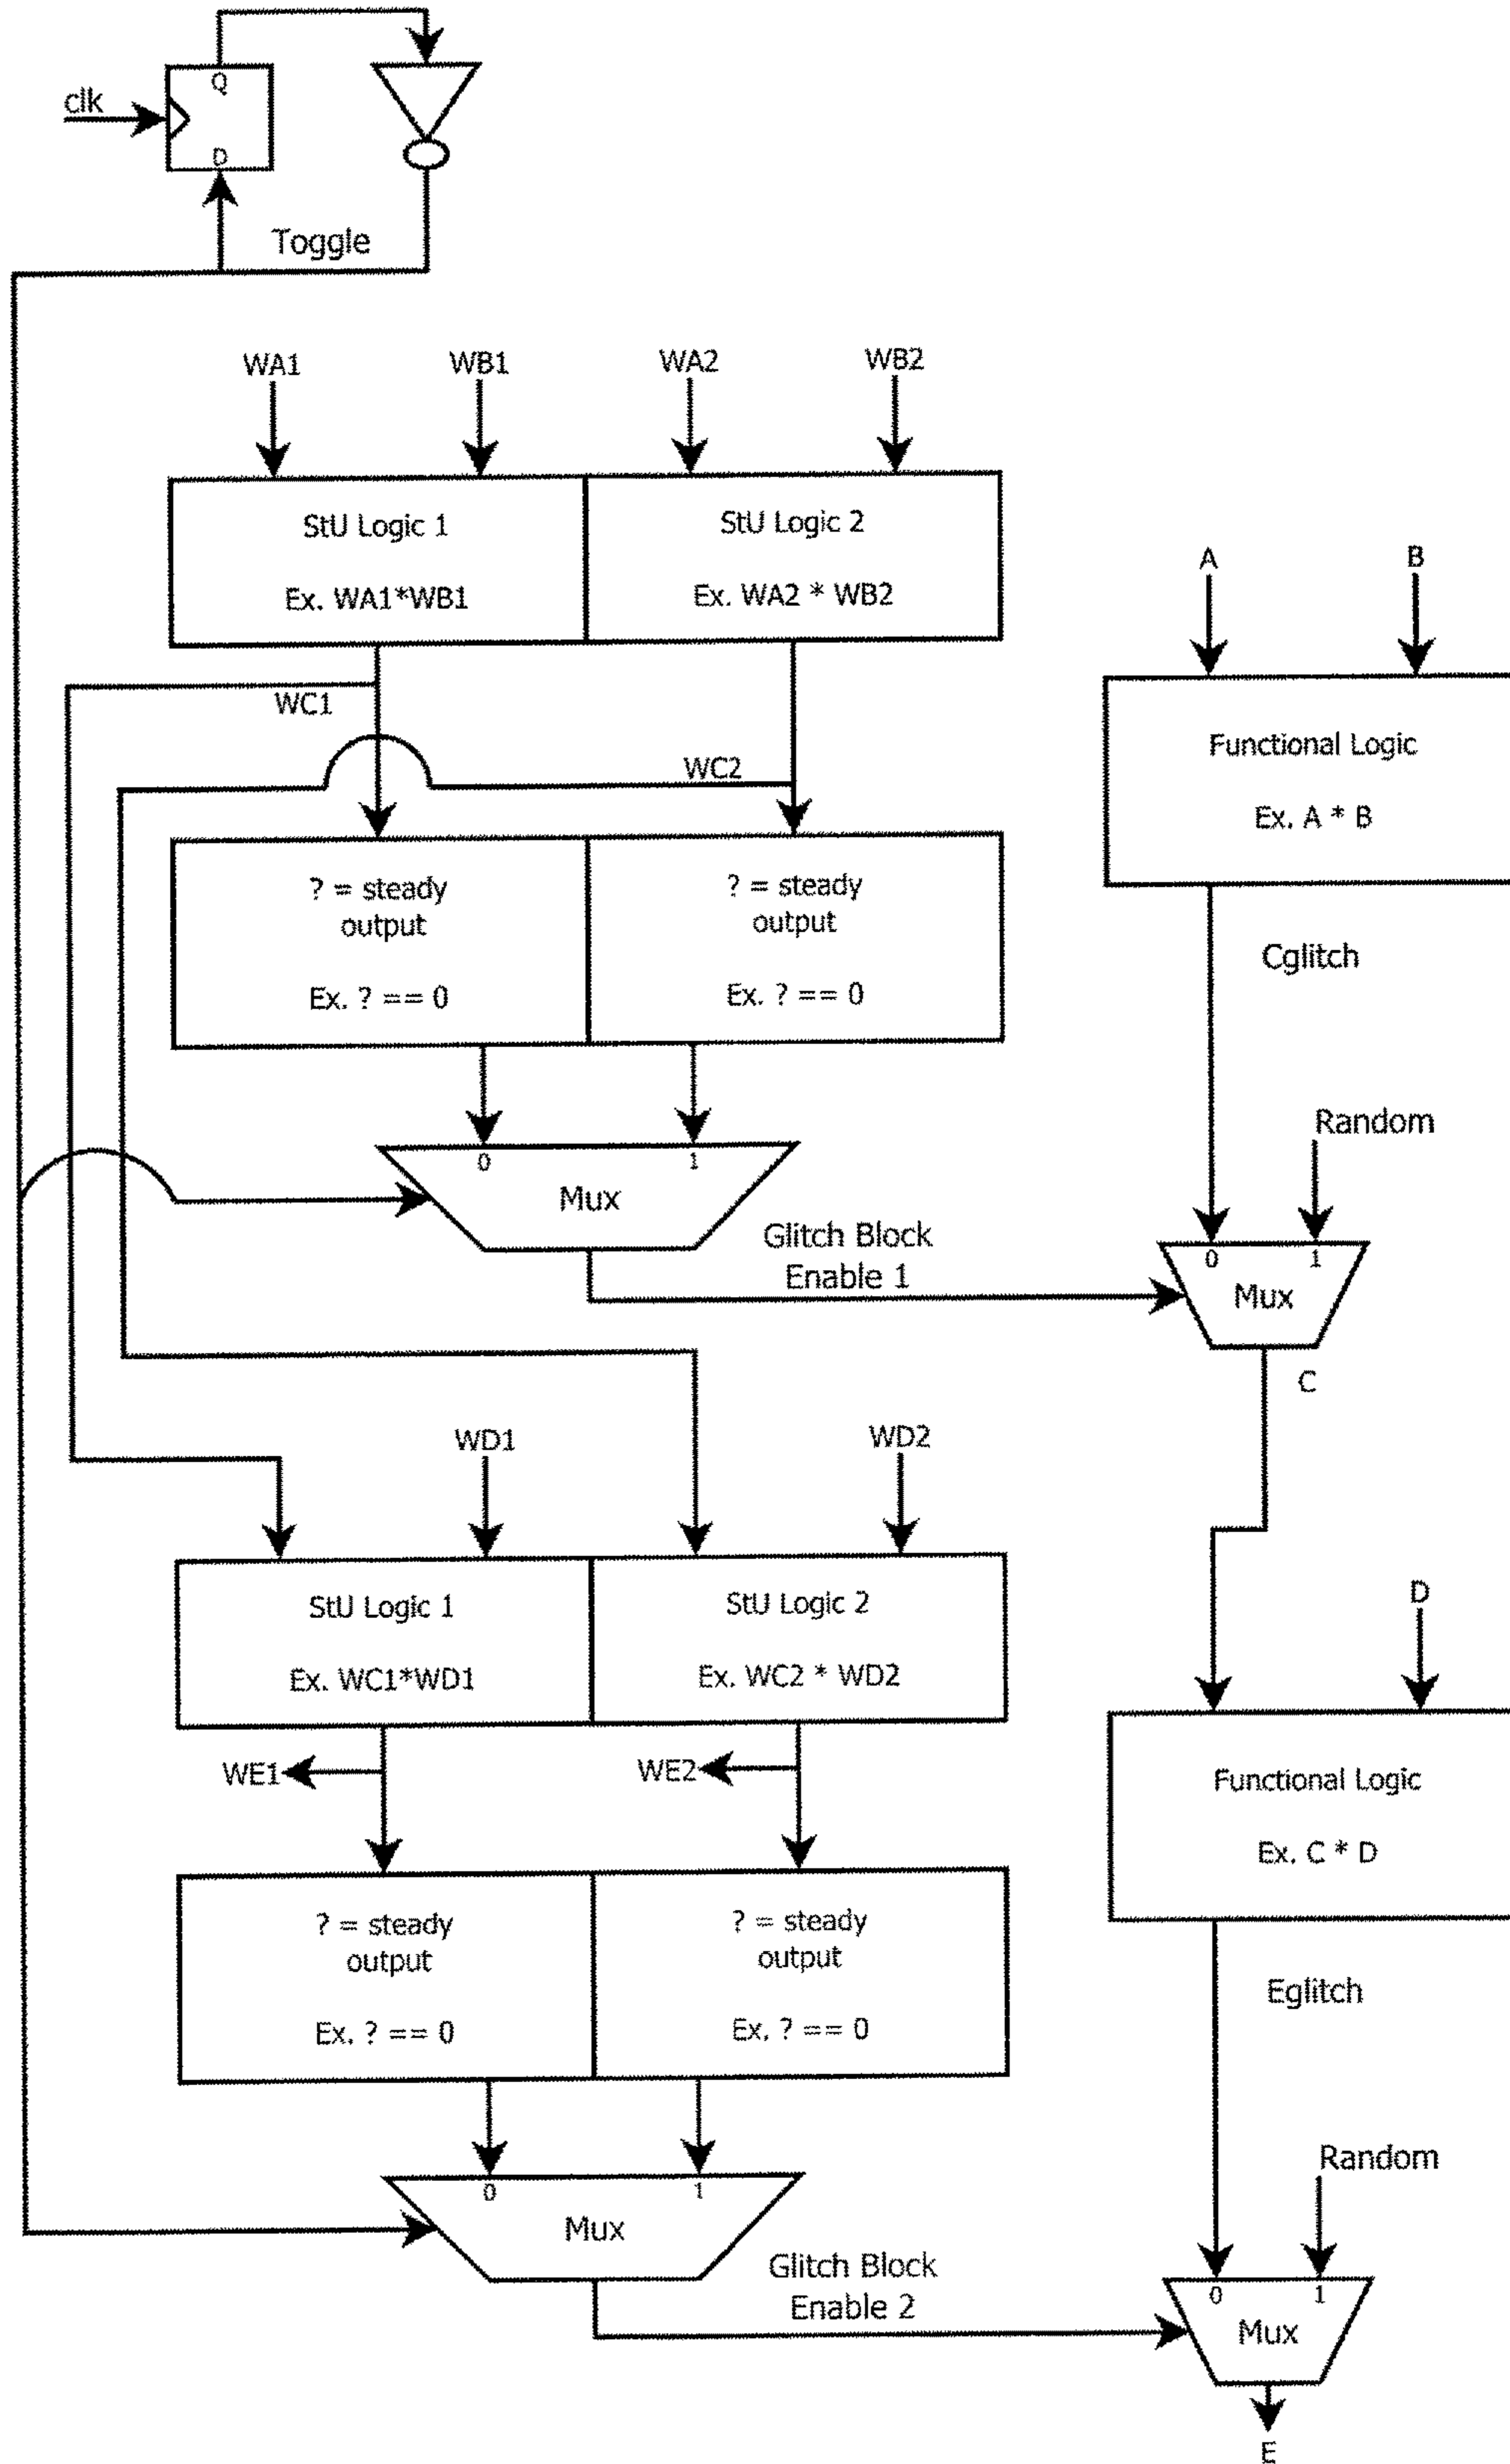 Q
clk
D
Toggle
WA1
WB1
WA2
WB2
StU Logic 1
Ex. WA1*WB1
StU Logic 2
Ex. WA2 * WB2
A
B
WC1
WC2
Functional Logic
Ex. A * B
? = steady
output
Ex. ? == 0
? = steady
output
Ex. ? == 0
Cglitch
Random
0
1
Mux
Glitch Block
Enable 1
0
1
Mux
C
WD1
WD2
StU Logic 1
Ex. WC1*WD1
StU Logic 2
Ex. WC2 * WD2
D
WE1
WE2
Functional Logic
Ex. C * D
? = steady
output
Ex. ? == 0
? = steady
output
Ex. ? == 0
Eglitch
Random
0
1
Mux
Glitch Block
Enable 2
0
1
Mux
E